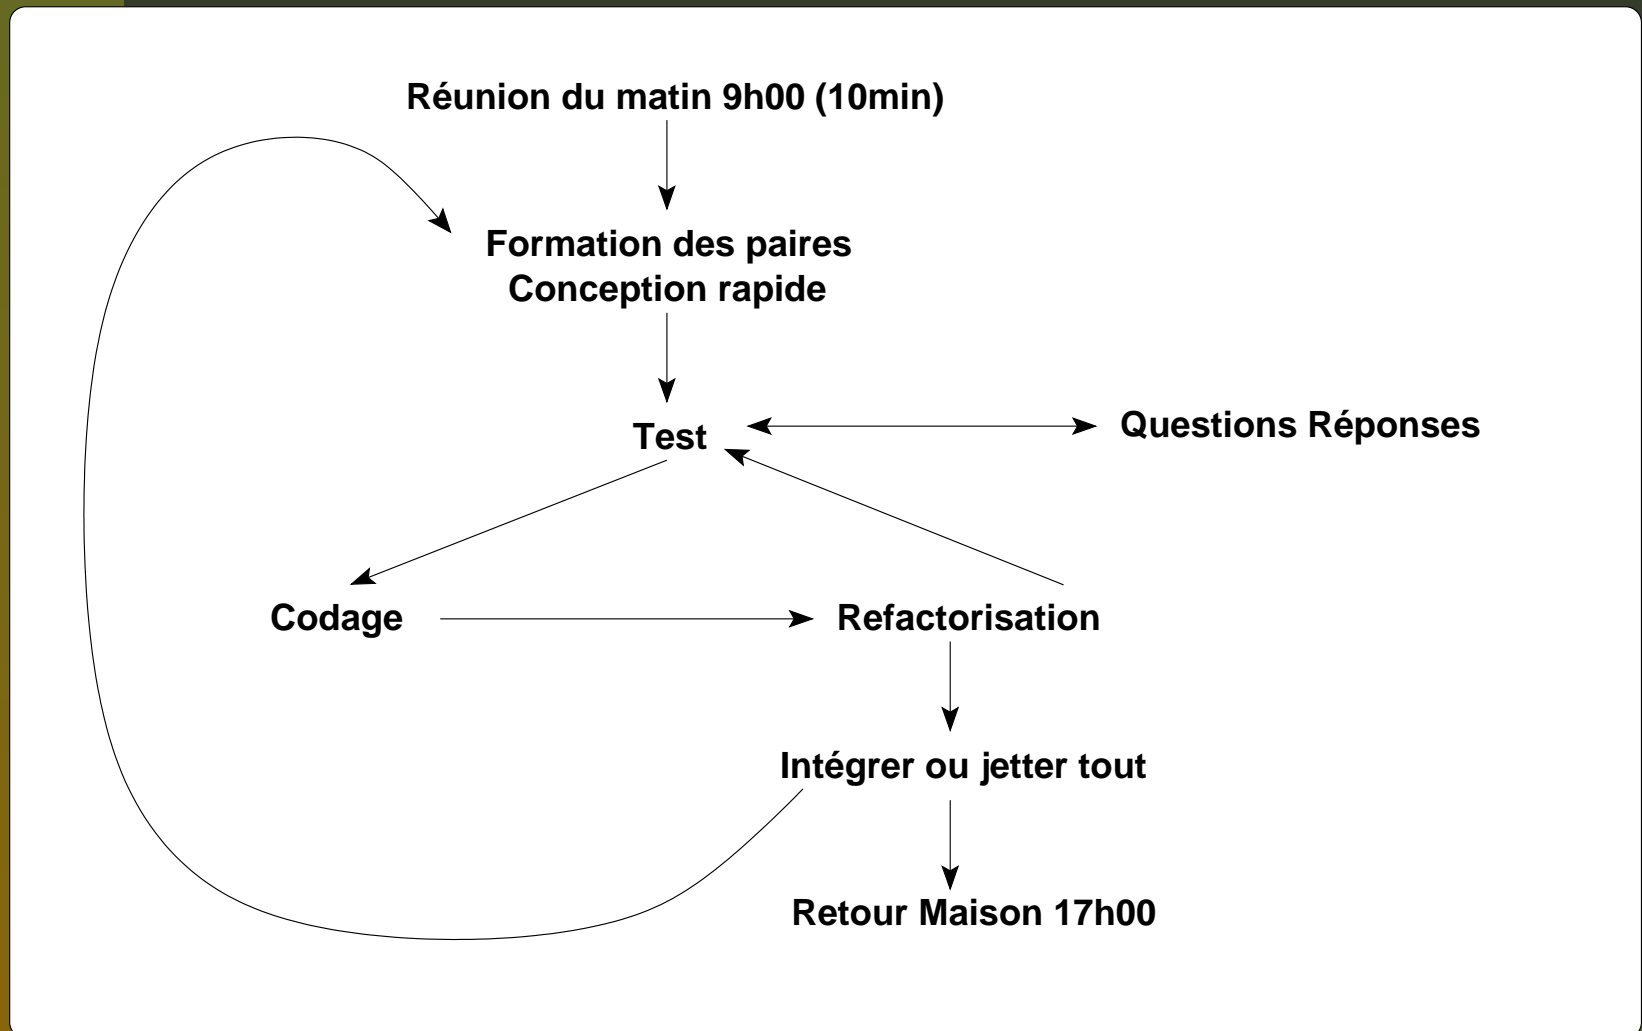 Réunion du matin 9h00 (10min)
Formation des paires
Conception rapide
Test
Questions Réponses
Codage
Refactorisation
Intégrer ou jetter tout
Retour Maison 17h00